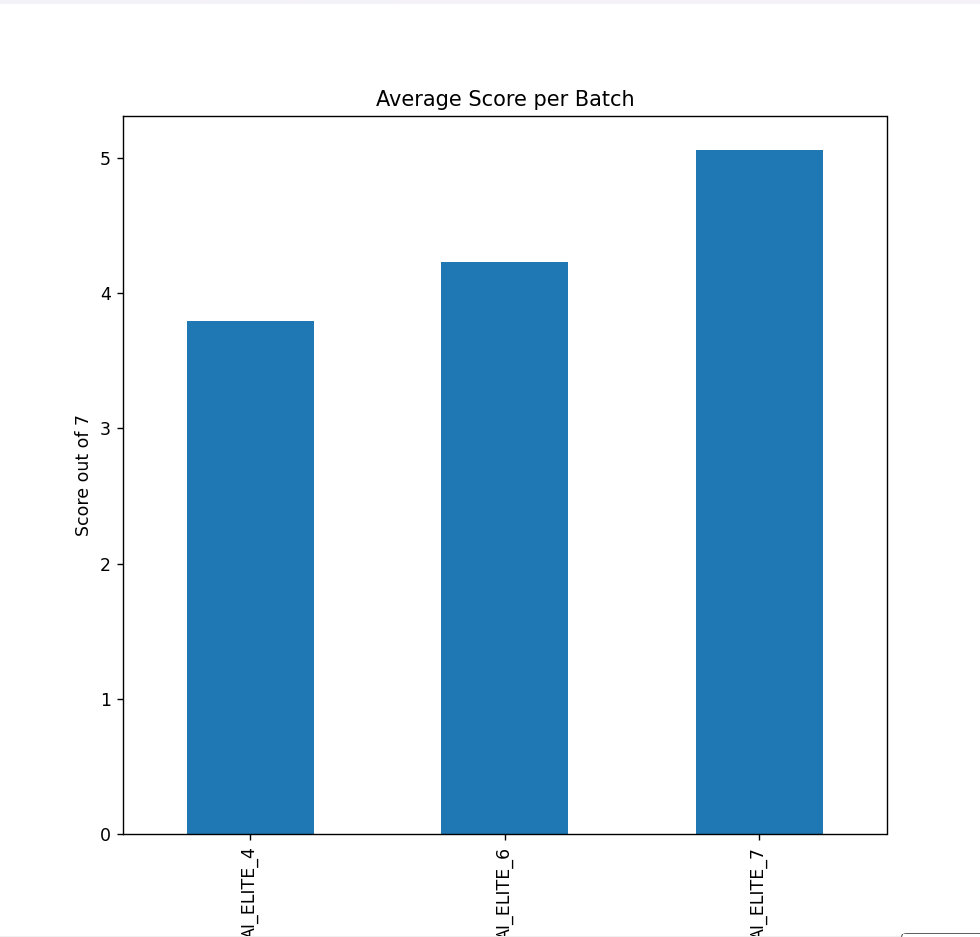 Average Score per Batch
Score out of 7
5
4
3
2
1
0
AI_ELITE_4
AI_ELITE_6
AI_ELITE_7